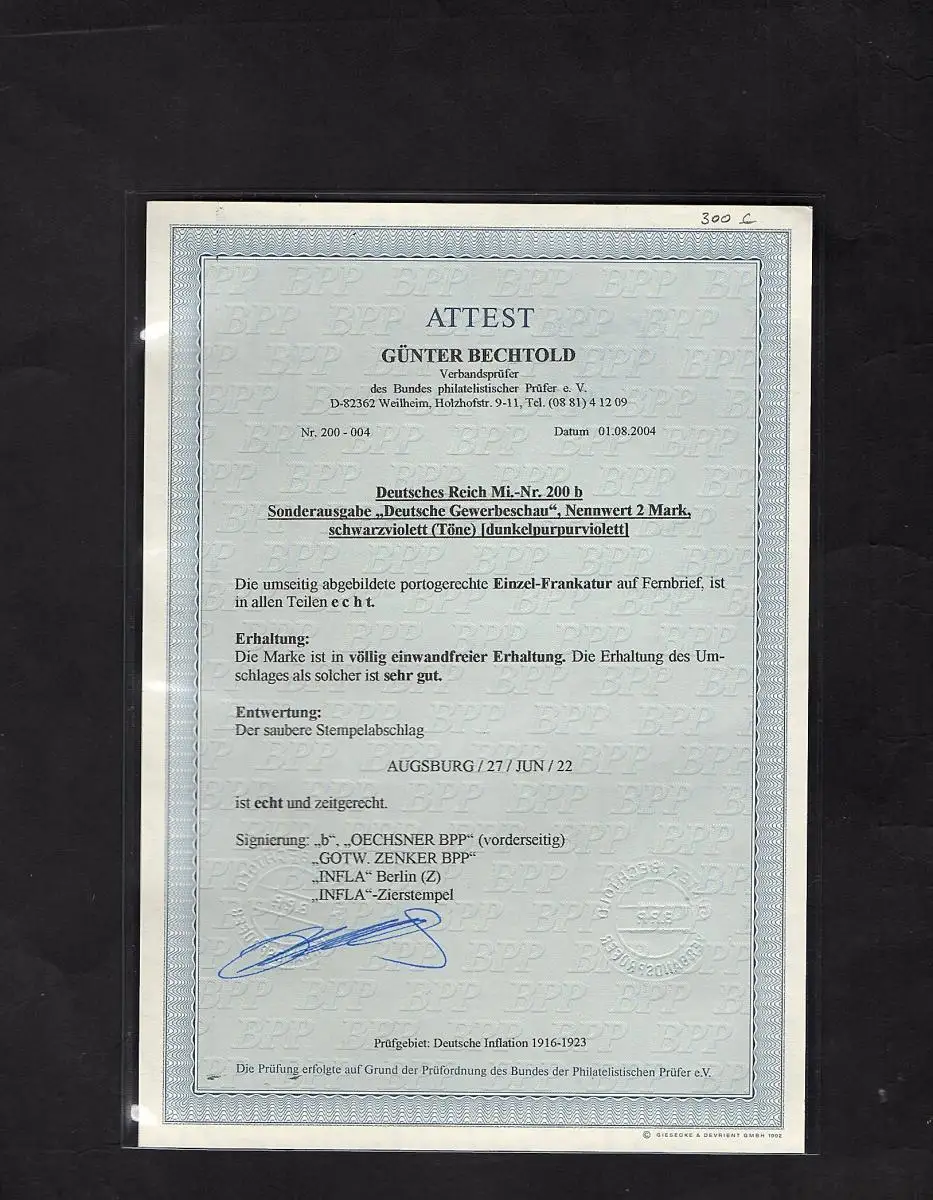 300 €
ATTEST
GÜNTER BECHTOLD
Verbandsprüfer
des Bundes philatelistischer Prüfer e. V.
D-82362 Weilheim, Holzhofstr. 9-11, Tel. (08 81) 4 12 09
Nr. 200 - 004 Datum 01.08.2004
Deutsches Reich Mi.-Nr. 200 b
Sonderausgabe „Deutsche Gewerbeschau“, Nennwert 2 Mark,
schwarzviolett (Töne) [dunkelpurpurviolett]
Die umseitig abgebildete portogerechte Einzel-Frankatur auf Fernbrief, ist
in allen Teilen e c h t.
Erhaltung:
Die Marke ist in völlig einwandfreier Erhaltung. Die Erhaltung des Um-
schlages als solcher ist sehr gut.
Entwertung:
Der saubere Stempelabschlag
AUGSBURG / 27 / JUN / 22
ist echt und zeitgerecht.
Signierung: „b“, „OECHSNER BPP“ (vorderseitig)
„GOTW. ZENKER BPP“
„INFLA“ Berlin (Z)
„INFLA“-Zierstempel
Prüfgebiet: Deutsche Inflation 1916-1923
Die Prüfung erfolgte auf Grund der Prüfordnung des Bundes der Philatelistischen Prüfer e.V.
© GIESECKE & DEVRIENT GMBH 1992